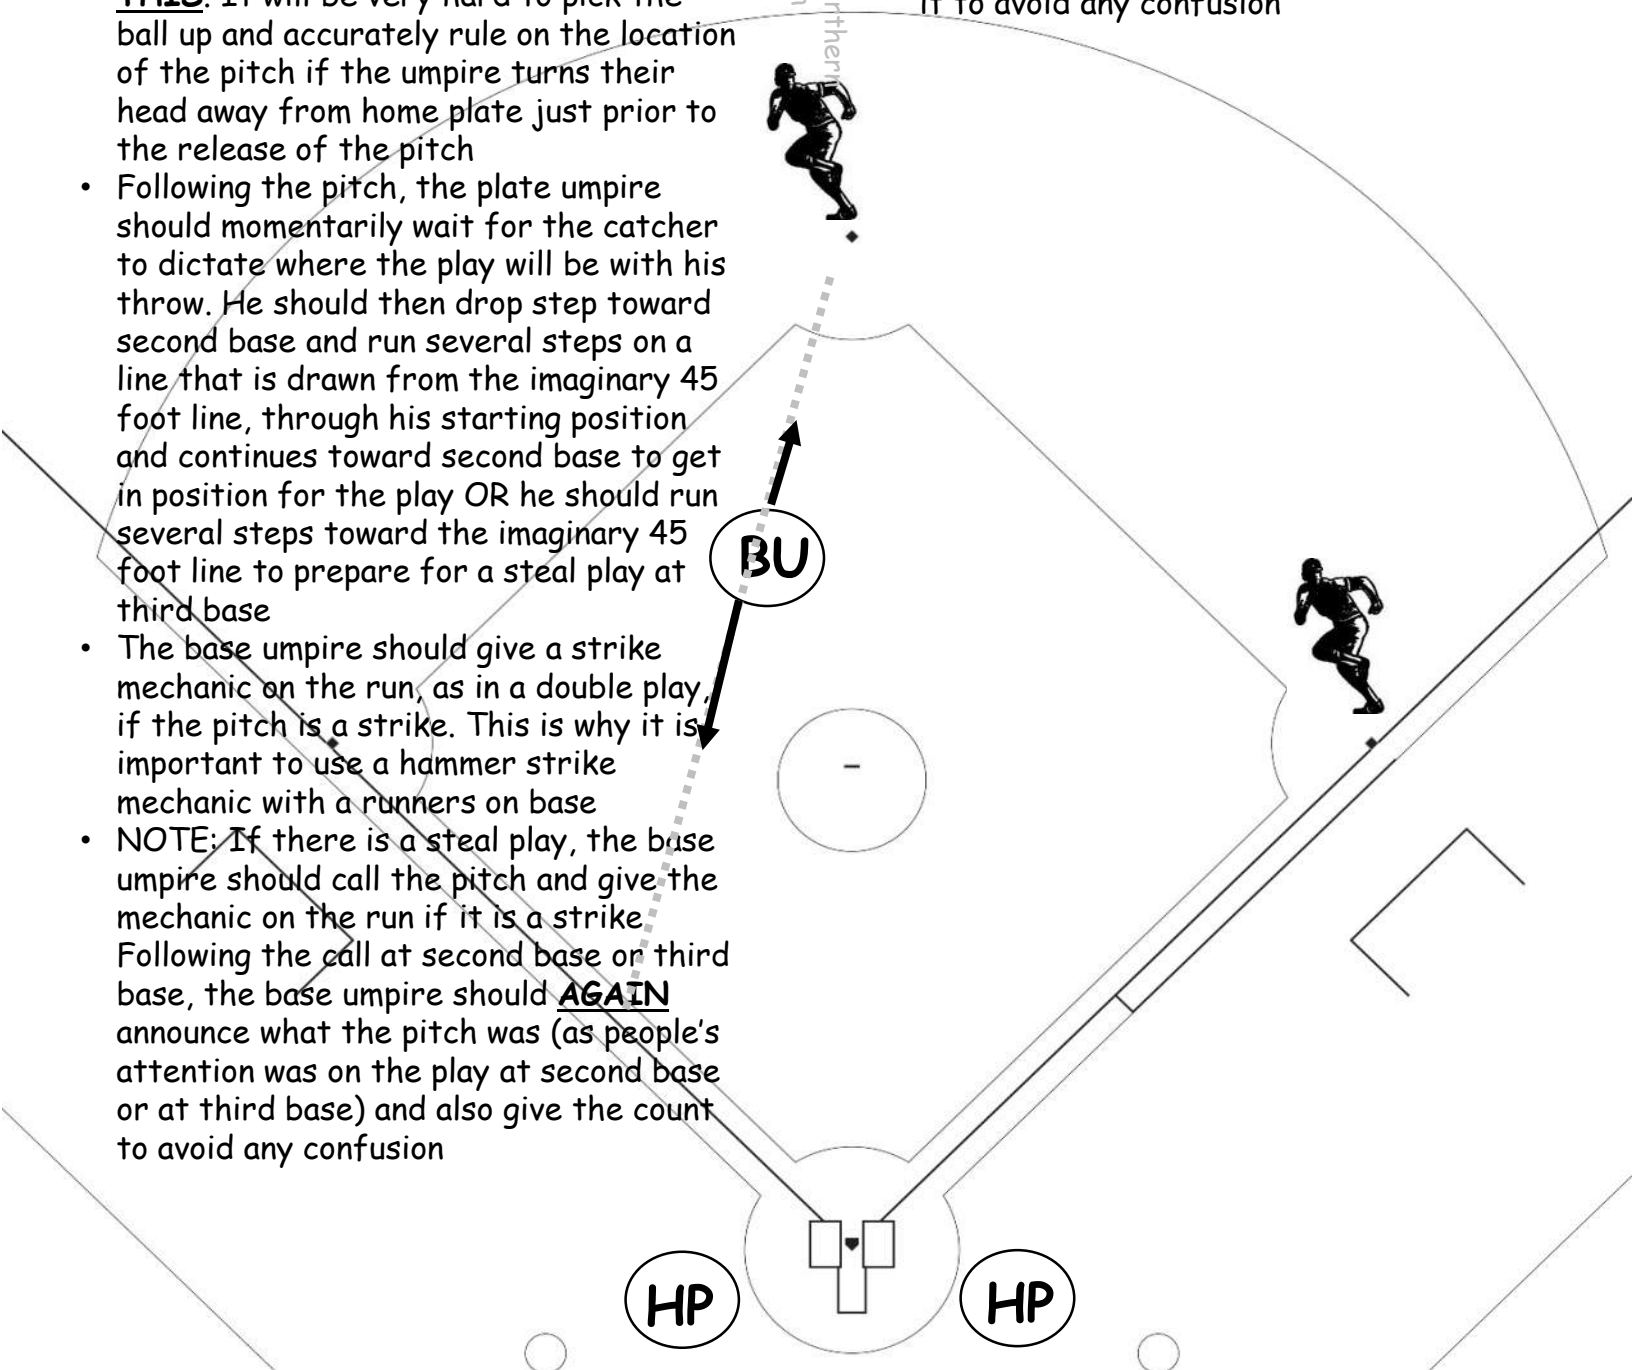 THIS. It will be very hard to pick the
ball up and accurately rule on the location
of the pitch if the umpire turns their
head away from home plate just prior to
the release of the pitch
• Following the pitch, the plate umpire
should momentarily wait for the catcher
to dictate where the play will be with his
throw. He should then drop step toward
second base and run several steps on a
line that is drawn from the imaginary 45
foot line, through his starting position
and continues toward second base to get
in position for the play OR he should run
several steps toward the imaginary 45
foot line to prepare for a steal play at
third base
• The base umpire should give a strike
mechanic on the run, as in a double play,
if the pitch is a strike. This is why it is
important to use a hammer strike
mechanic with a runners on base
• NOTE: If there is a steal play, the base
umpire should call the pitch and give the
mechanic on the run if it is a strike
Following the call at second base or third
base, the base umpire should AGAIN
announce what the pitch was (as people's
attention was on the play at second base
or at third base) and also give the count
to avoid any confusion
it to avoid any confusion
BU
HP
HP